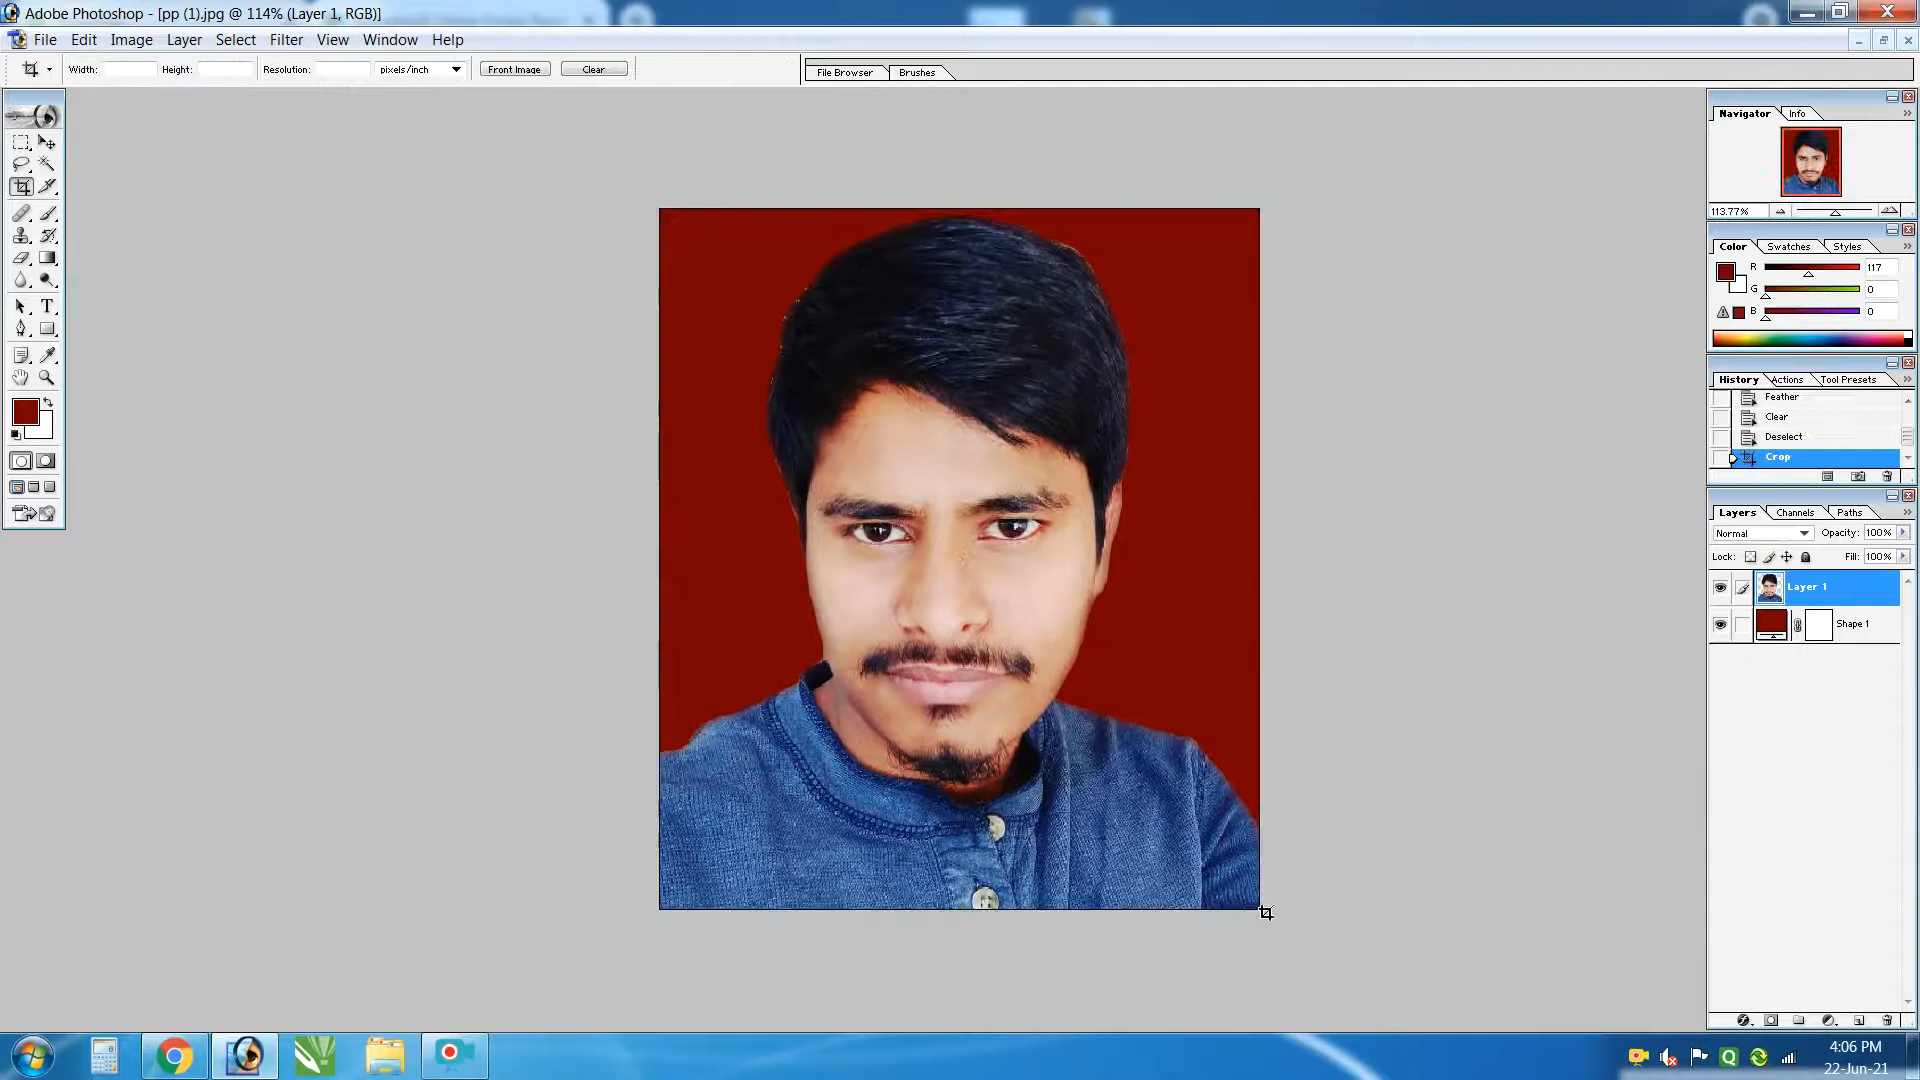 Adobe Photoshop - [pp (1).jpg @ 114% (Layer 1, RGB)]
File Edit Image Layer Select Filter View Window Help
Width: Height: Resolution: pixels/inch Front Image Clear File Browser Brushes
Navigator Info
113.77%
Color Swatches Styles
R 117
G 0
B 0
History Actions Tool Presets
Feather
Clear
Deselect
Crop
Layers Channels Paths
Normal Opacity: 100%
Lock: Fill: 100%
Layer 1
Shape 1
T
4:06 PM
22-Jun-21